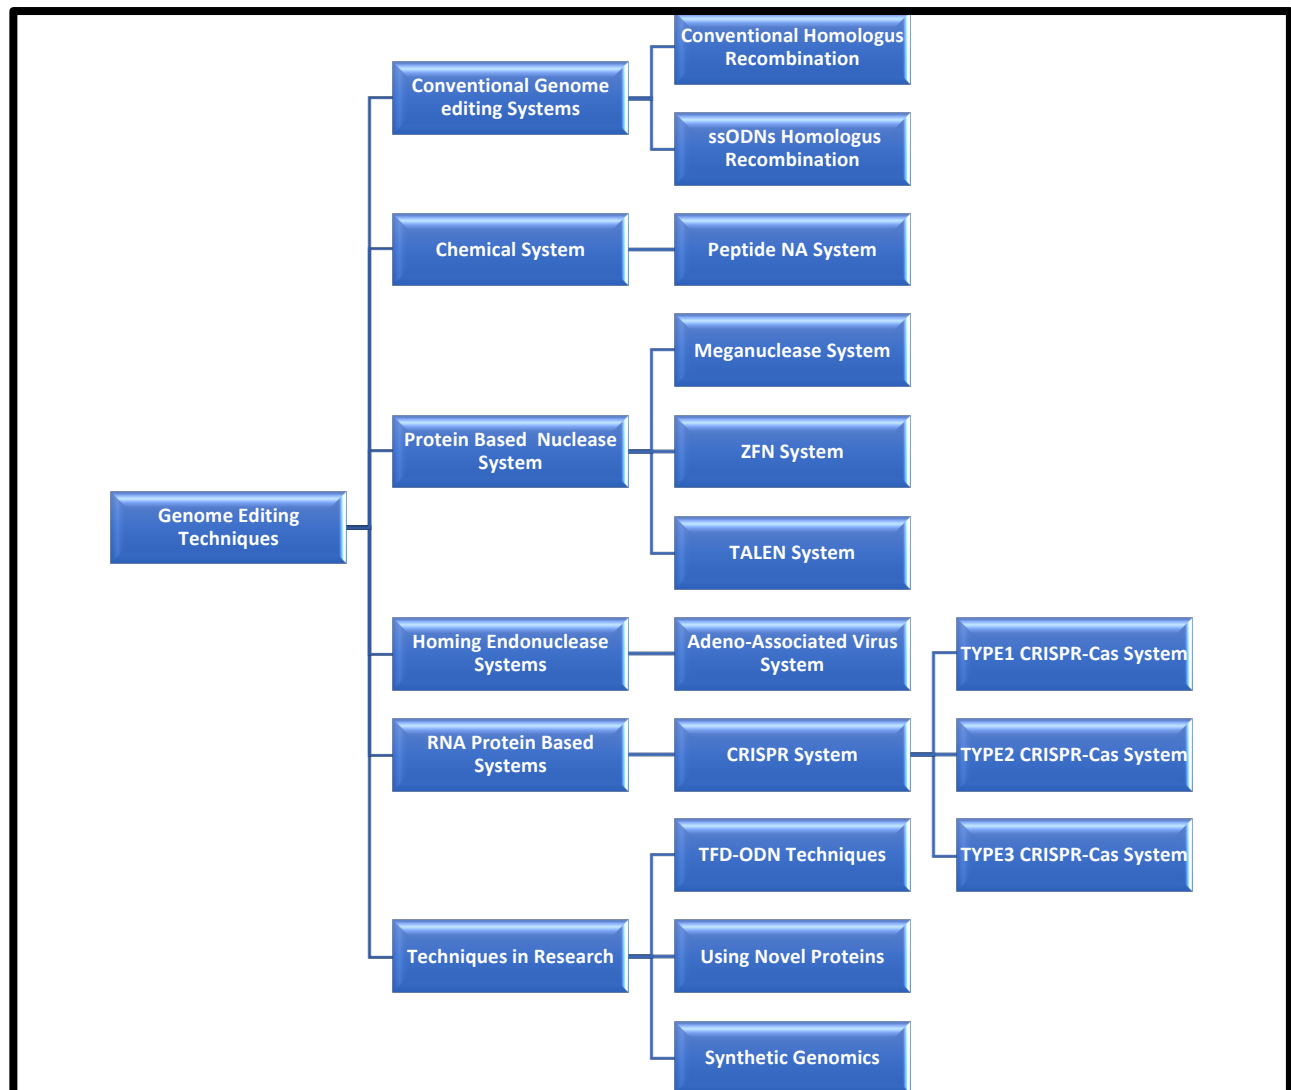 Conventional Homologus
Recombination
Conventional Genome
editing Systems
ssODNs Homologus
Recombination
Chemical System
Peptide NA System
Meganuclease System
Protein Based  Nuclease
System
ZFN System
TALEN System
Genome Editing
Techniques
Homing Endonuclease
Systems
Adeno-Associated Virus
System
TYPE1 CRISPR-Cas System
RNA Protein Based
Systems
CRISPR System
TYPE2 CRISPR-Cas System
TYPE3 CRISPR-Cas System
TFD-ODN Techniques
Techniques in Research
Using Novel Proteins
Synthetic Genomics